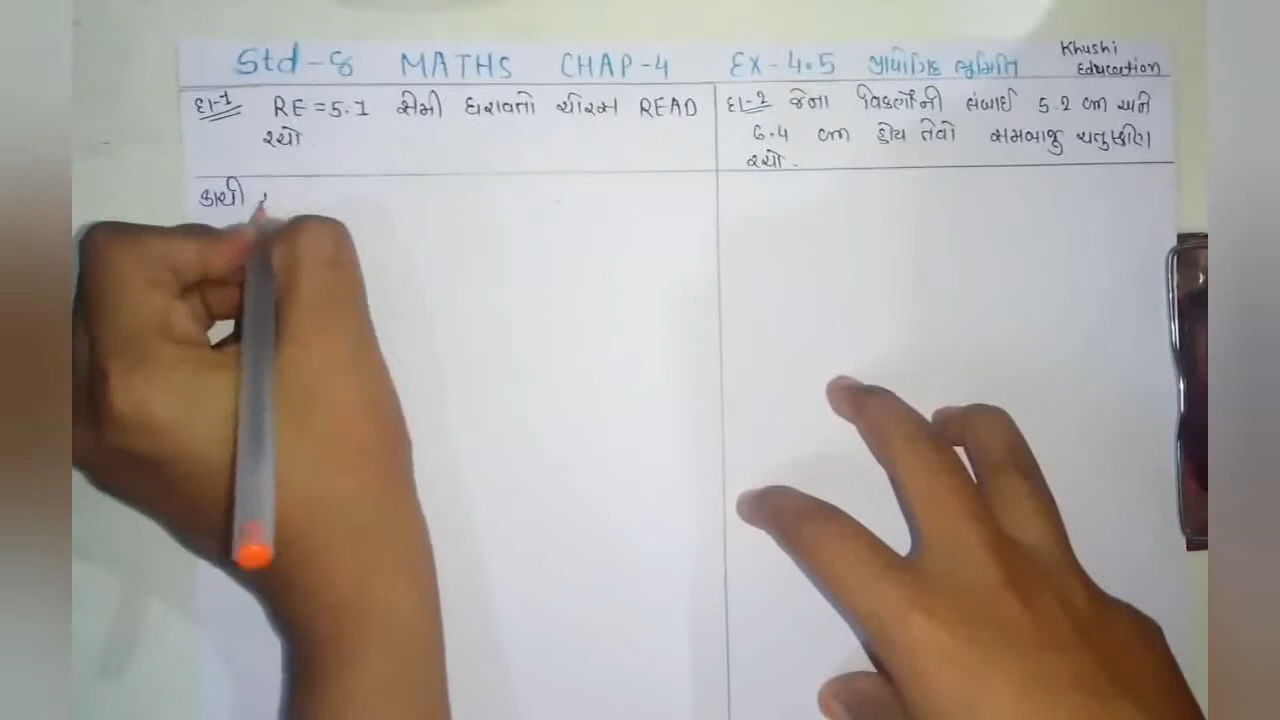 Std-8 MATHS CHAP-4 EX-4.5 પ્રાયોગિક ભૂમિતિ
Khushi
Education
દા-1 RE = 5.1 સેમી ધરાવતો ચોરસ READ
રચો
દા-2 જેના વિકર્ણોની લંબાઈ 5.2 cm અને
6.4 cm હોય તેવો સમબાજુ ચતુષ્કોણ
રચો.
કાચી